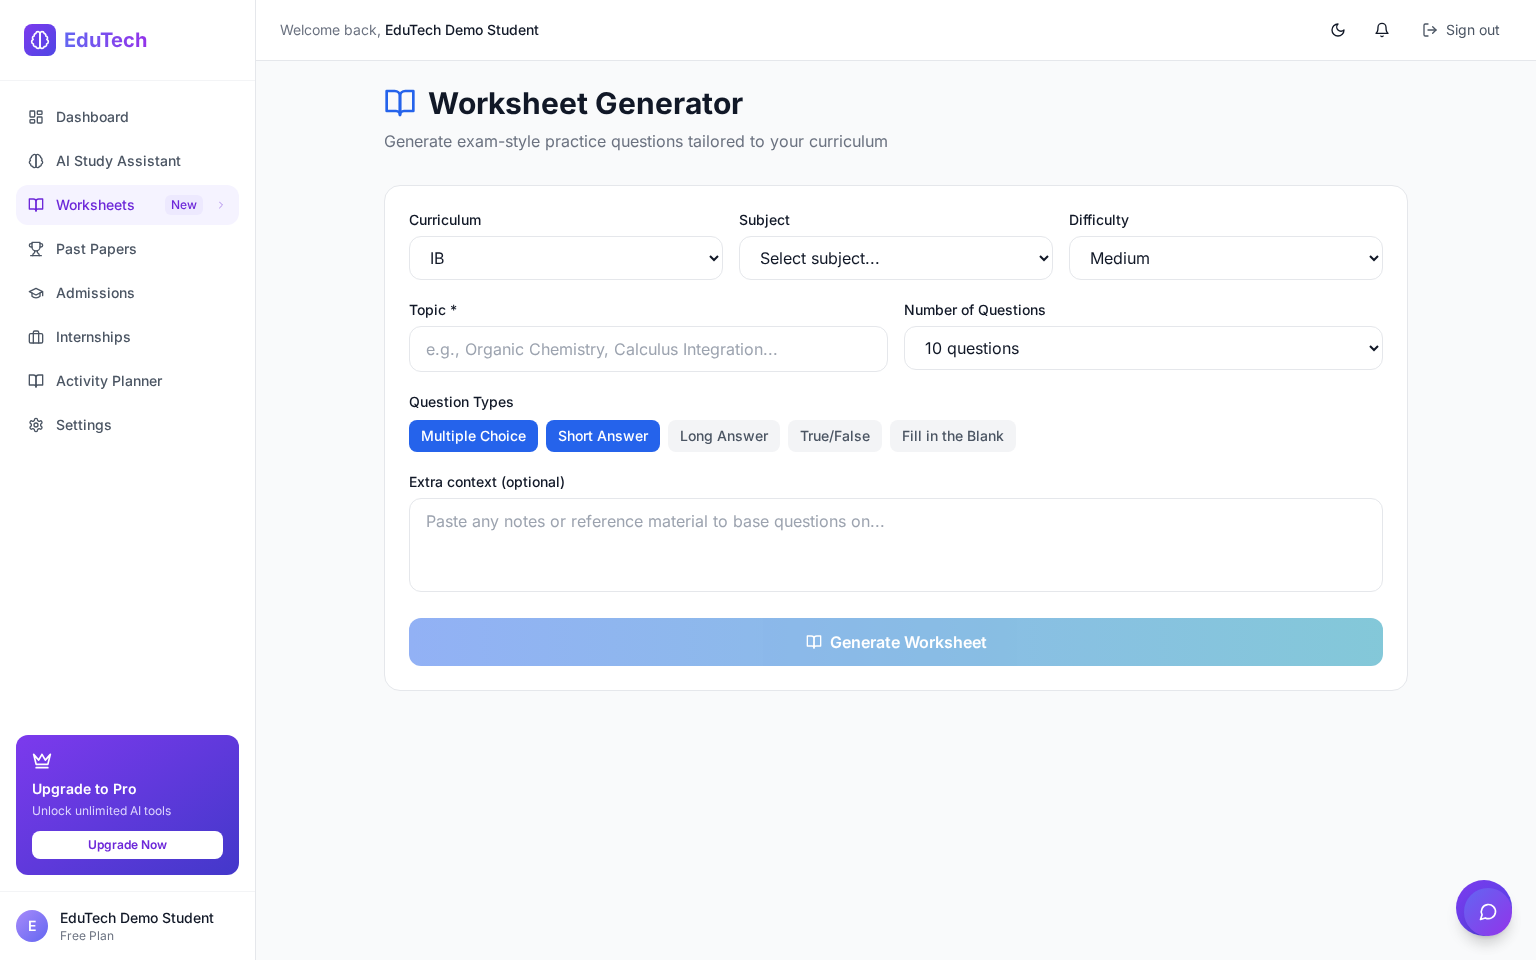 EduTech
Dashboard
AI Study Assistant
Worksheets New
Past Papers
Admissions
Internships
Activity Planner
Settings
Upgrade to Pro
Unlock unlimited AI tools
Upgrade Now
E
EduTech Demo Student
Free Plan
Welcome back, EduTech Demo Student
Sign out
Worksheet Generator
Generate exam-style practice questions tailored to your curriculum
Curriculum Subject Difficulty
IB Select subject... Medium
Topic * Number of Questions
e.g., Organic Chemistry, Calculus Integration... 10 questions
Question Types
Multiple Choice Short Answer Long Answer True/False Fill in the Blank
Extra context (optional)
Paste any notes or reference material to base questions on...
Generate Worksheet